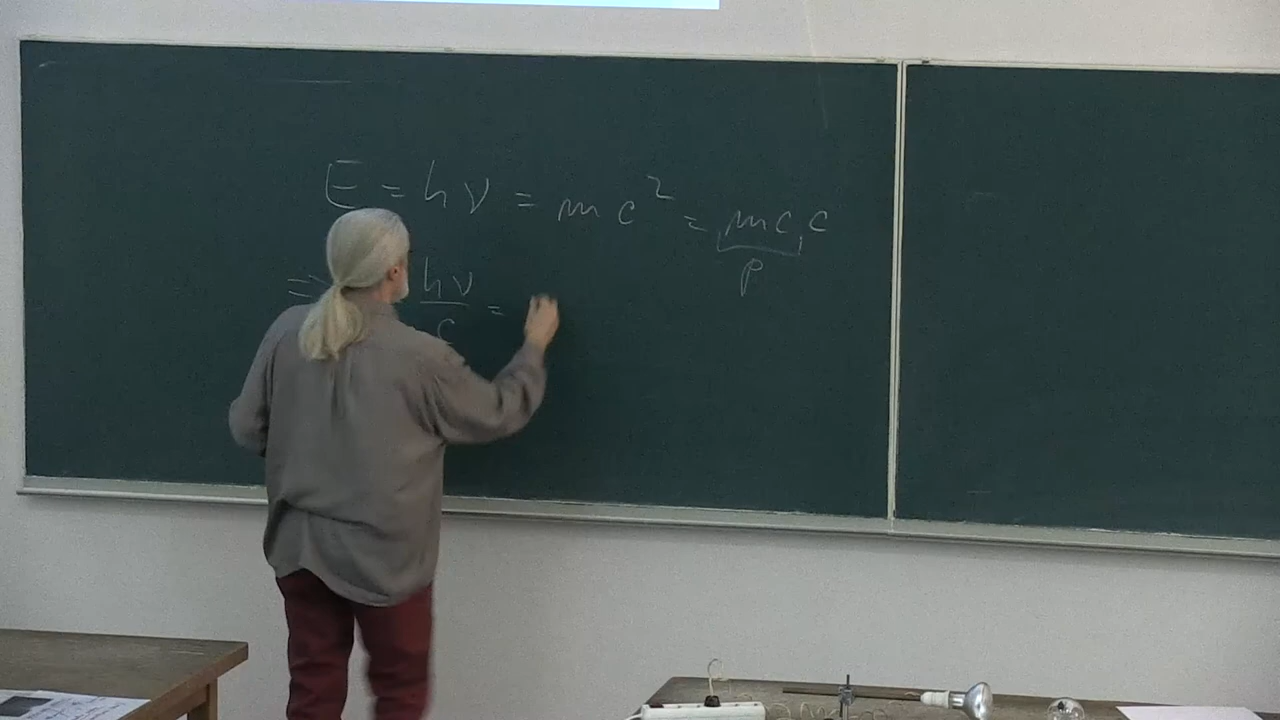 E = hν = mc² = mc c
p
⇒ hν/c =